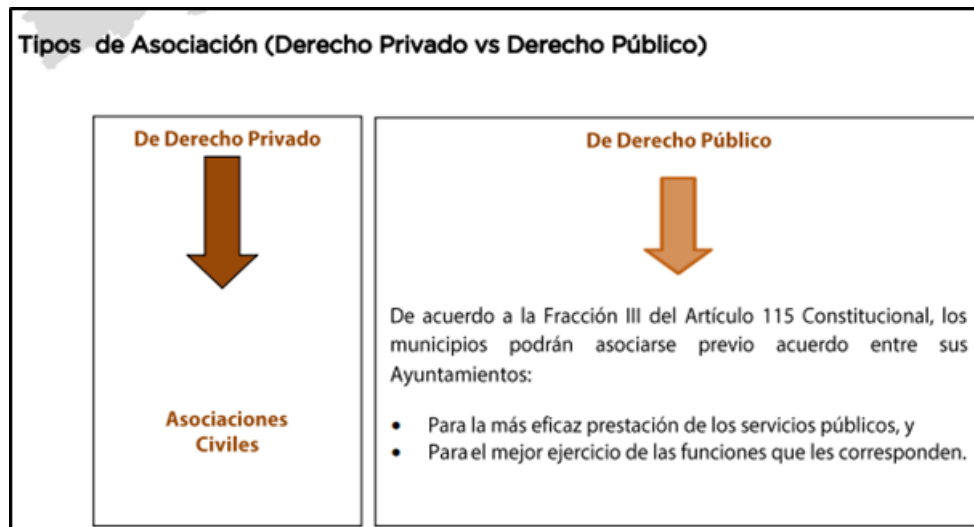 Tipos de Asociación (Derecho Privado vs Derecho Público)
De Derecho Privado
Asociaciones
Civiles
De Derecho Público
De acuerdo a la Fracción III del Artículo 115 Constitucional, los
municipios podrán asociarse previo acuerdo entre sus
Ayuntamientos:
• Para la más eficaz prestación de los servicios públicos, y
• Para el mejor ejercicio de las funciones que les corresponden.